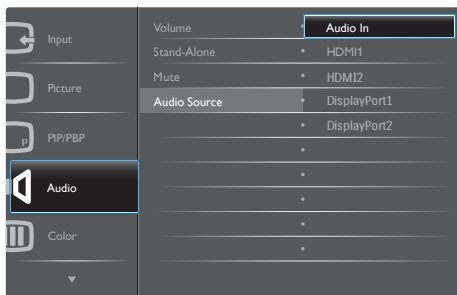 Input
Picture
P
PIP/PBP
Audio
Color
Volume
Stand-Alone
Mute
Audio Source
Audio In
HDMI1
HDMI2
DisplayPort1
DisplayPort2